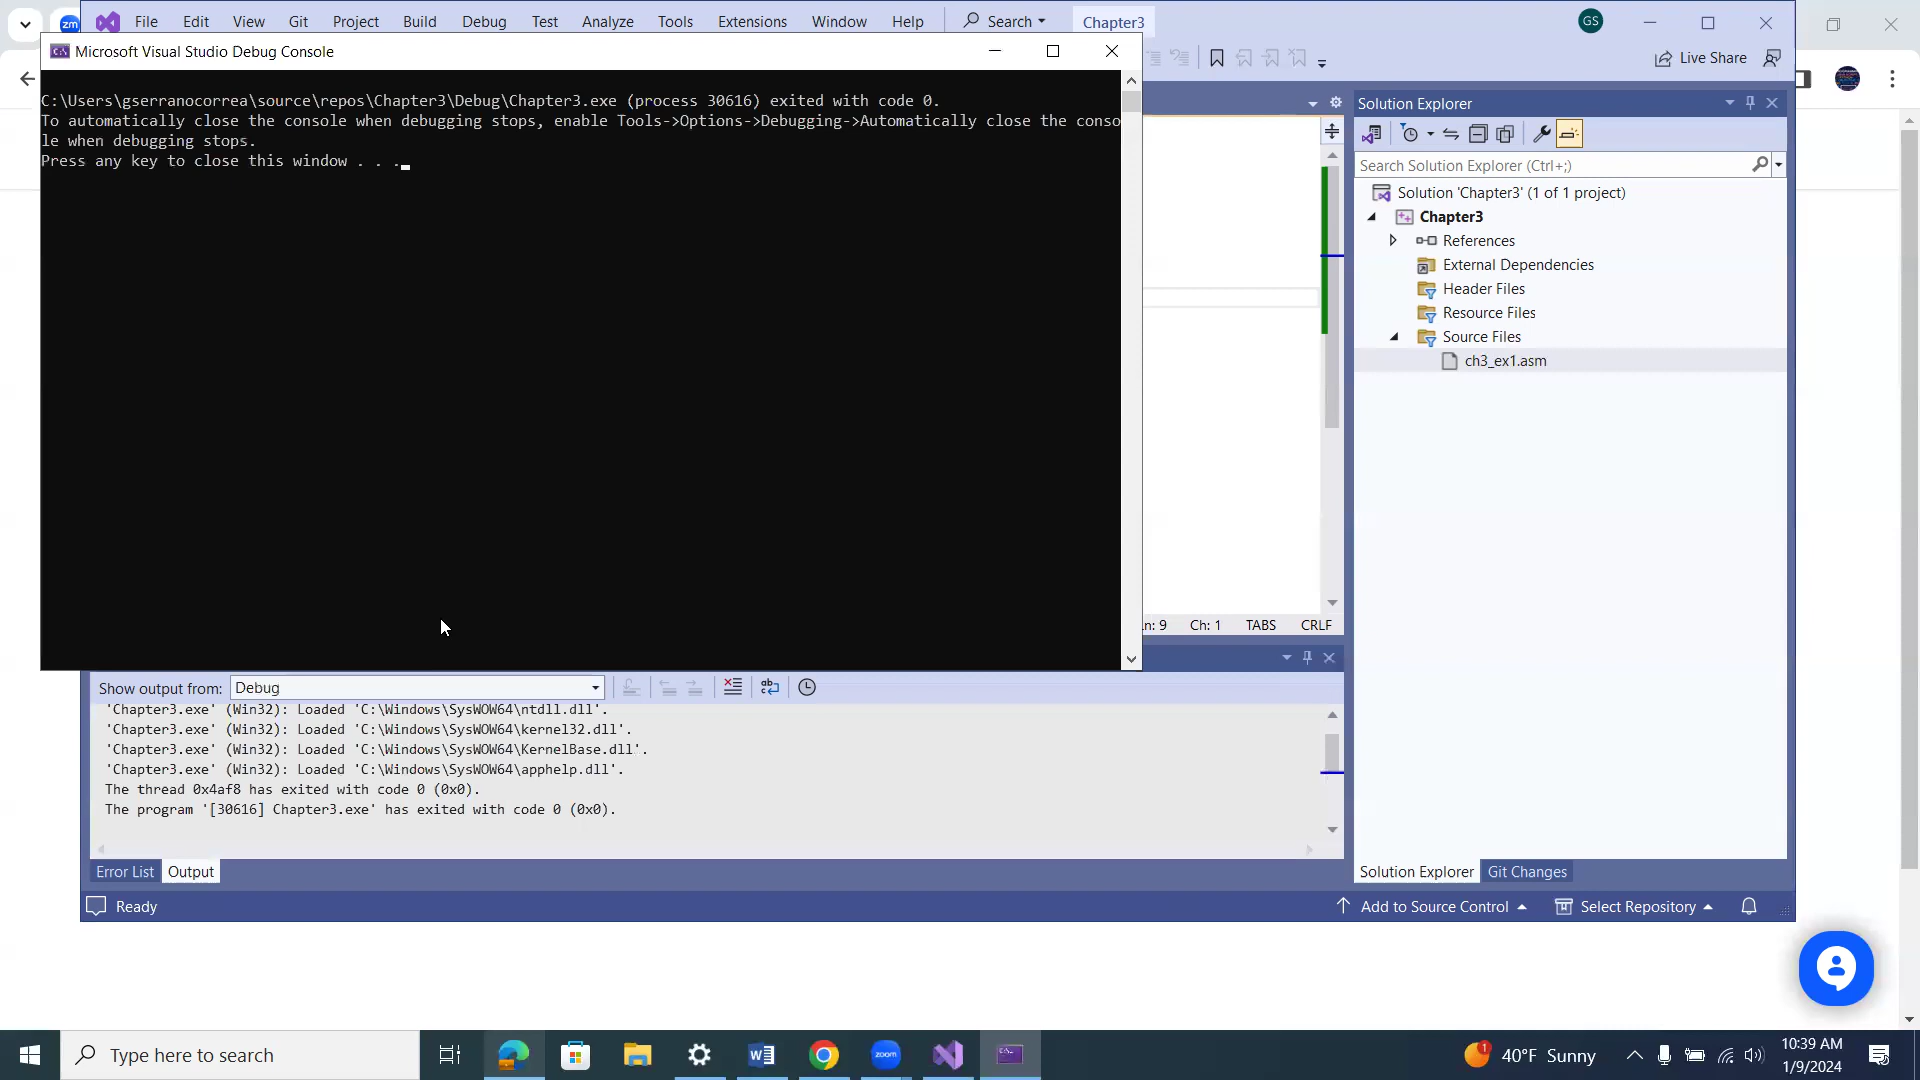 zm
File Edit View Git Project Build Debug Test Analyze Tools Extensions Window Help Search Chapter3 GS
Microsoft Visual Studio Debug Console
Live Share
C:\Users\gserranocorrea\source\repos\Chapter3\Debug\Chapter3.exe (process 30616) exited with code 0.
To automatically close the console when debugging stops, enable Tools->Options->Debugging->Automatically close the conso
le when debugging stops.
Press any key to close this window . . .
Solution Explorer
Search Solution Explorer (Ctrl+;)
Solution 'Chapter3' (1 of 1 project)
Chapter3
References
External Dependencies
Header Files
Resource Files
Source Files
ch3_ex1.asm
Ln: 9 Ch: 1 TABS CRLF
Show output from: Debug
'Chapter3.exe' (Win32): Loaded 'C:\Windows\SysWOW64\ntdll.dll'.
'Chapter3.exe' (Win32): Loaded 'C:\Windows\SysWOW64\kernel32.dll'.
'Chapter3.exe' (Win32): Loaded 'C:\Windows\SysWOW64\KernelBase.dll'.
'Chapter3.exe' (Win32): Loaded 'C:\Windows\SysWOW64\apphelp.dll'.
The thread 0x4af8 has exited with code 0 (0x0).
The program '[30616] Chapter3.exe' has exited with code 0 (0x0).
Error List Output
Solution Explorer Git Changes
Ready
Add to Source Control Select Repository
Type here to search
zoom
1
40°F Sunny
10:39 AM
1/9/2024